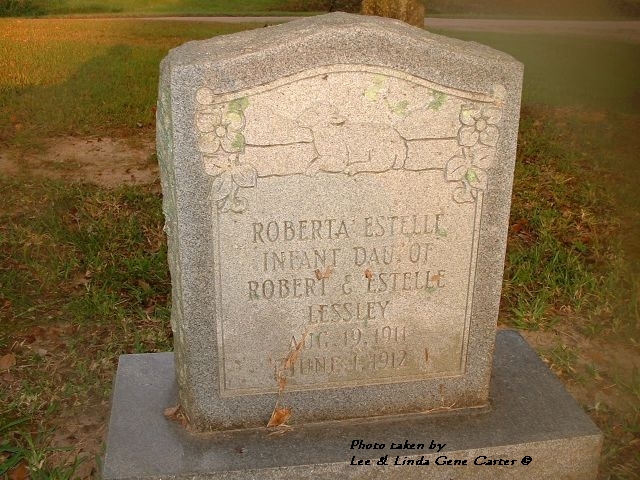 ROBERTA ESTELLE
INFANT DAU. OF
ROBERT & ESTELLE
LESSLEY
AUG. 19, 1911
JUNE 1, 1912
Photo taken by
Lee & Linda Gene Carter ©